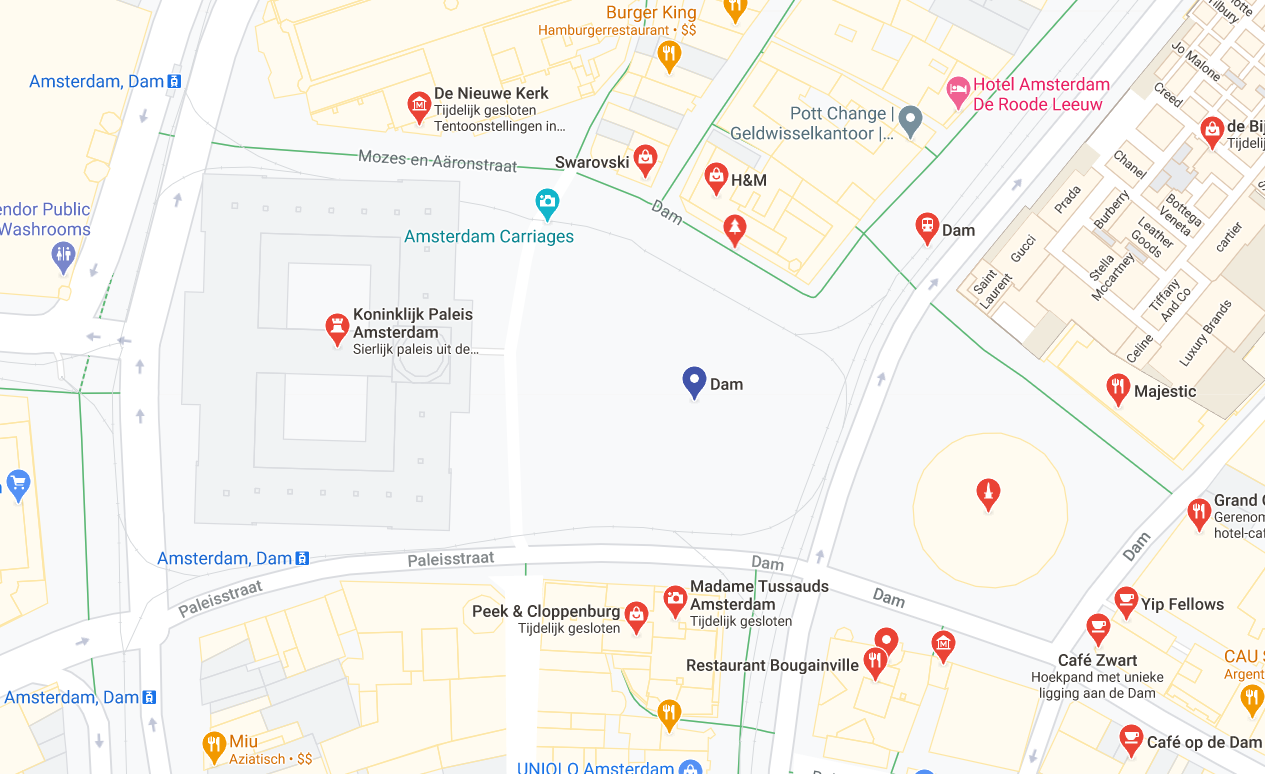 Burger King
Hamburgerrestaurant • $$
Amsterdam, Dam
De Nieuwe Kerk
Tijdelijk gesloten
Tentoonstellingen in…
Hotel Amsterdam
De Roode Leeuw
Pott Change |
Geldwisselkantoor |…
Jo Malone
Creed
Chanel
Prada
Burberry
Bottega
Veneta
Leather
Goods
cartier
Gucci
Saint
Laurent
Stella
Mccartney
Tiffany
And Co
Celine
Luxury Brands
Mozes en Aäronstraat
Swarovski
H&M
Dam
Amsterdam Carriages
Dam
endor Public
Washrooms
Koninklijk Paleis
Amsterdam
Sierlijk paleis uit de…
Dam
Majestic
Grand
Gerenom
hotel-caf
Dam
Amsterdam, Dam
Paleisstraat
Paleisstraat
Dam
Dam
Peek & Cloppenburg
Tijdelijk gesloten
Madame Tussauds
Amsterdam
Tijdelijk gesloten
Yip Fellows
Restaurant Bougainville
Café Zwart
Hoekpand met unieke
ligging aan de Dam
CAU
Argent
Amsterdam, Dam
Miu
Aziatisch • $$
Café op de Dam
UNIQLO Amsterdam